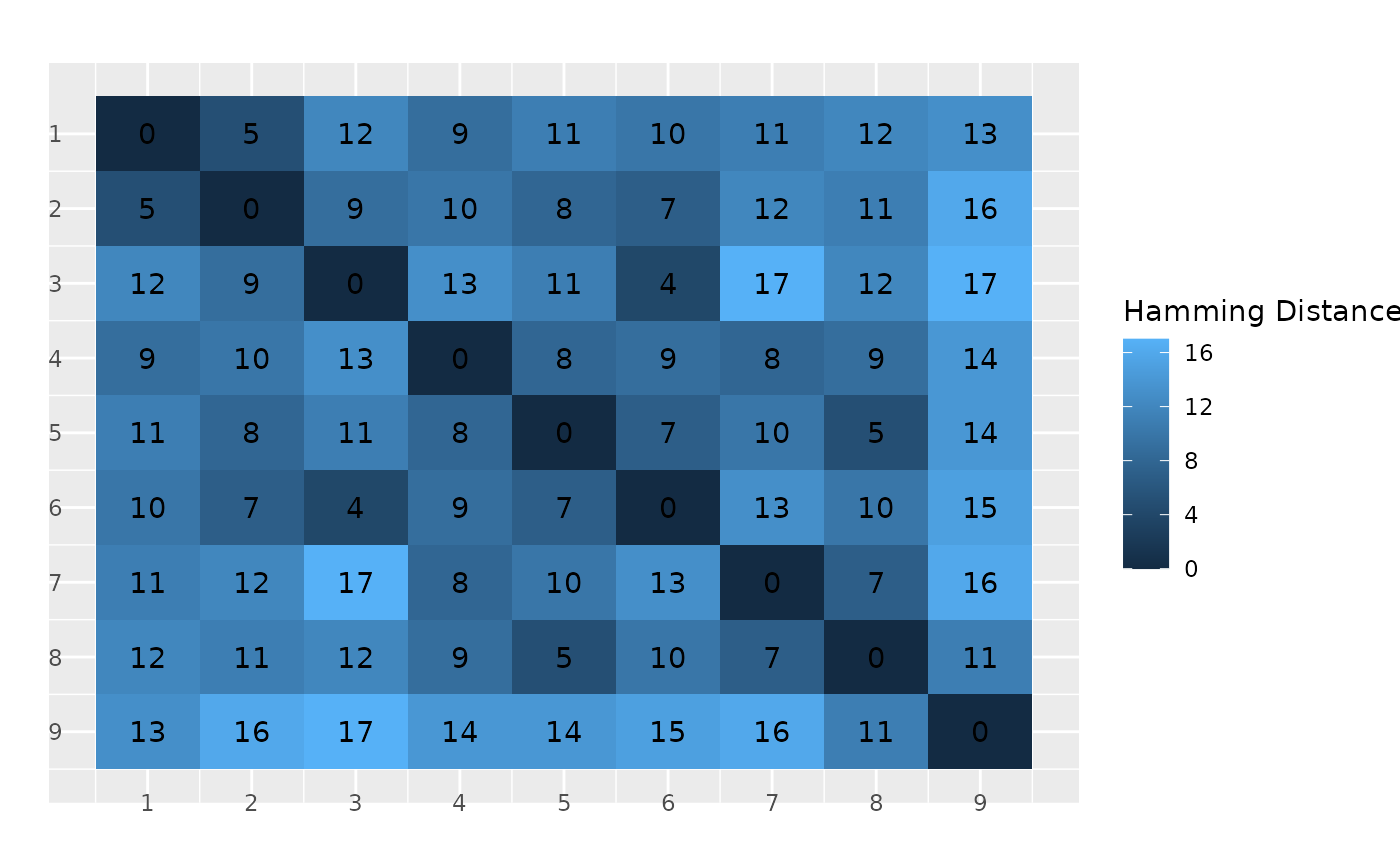 1 0 5 12 9 11 10 11 12 13
2 5 0 9 10 8 7 12 11 16
3 12 9 0 13 11 4 17 12 17
4 9 10 13 0 8 9 8 9 14
5 11 8 11 8 0 7 10 5 14
6 10 7 4 9 7 0 13 10 15
7 11 12 17 8 10 13 0 7 16
8 12 11 12 9 5 10 7 0 11
9 13 16 17 14 14 15 16 11 0
1 2 3 4 5 6 7 8 9
Hamming Distance
16
12
8
4
0